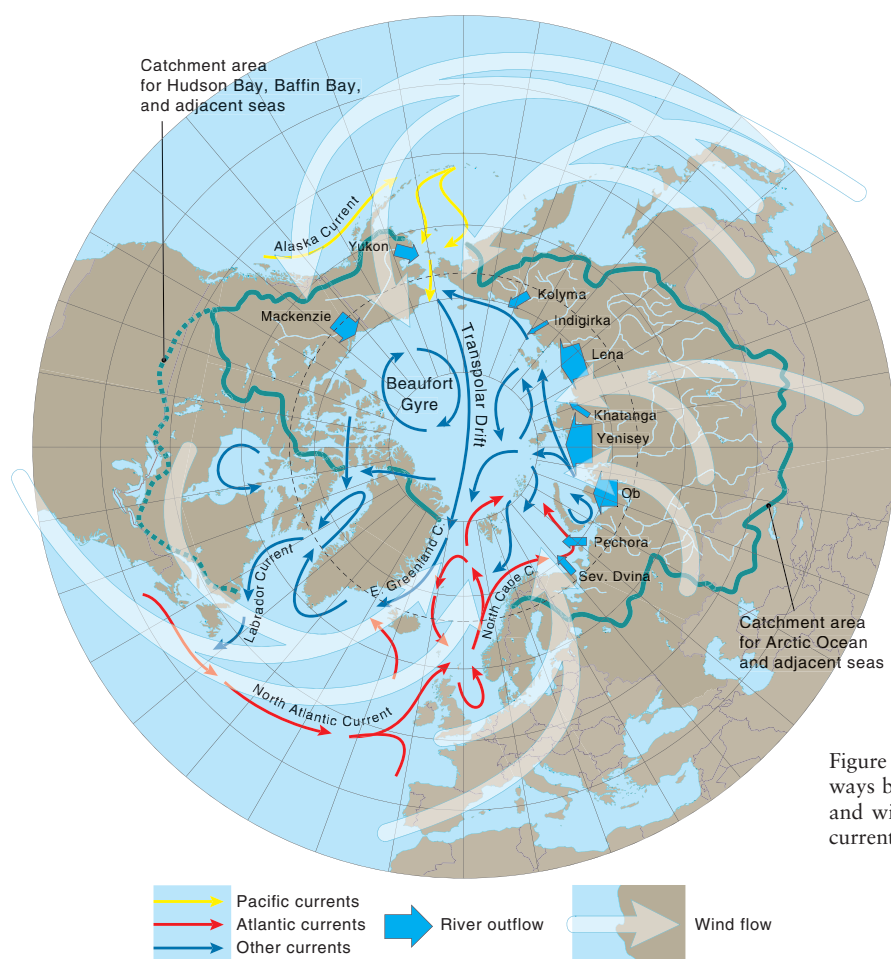 Catchment area
for Hudson Bay, Baffin Bay,
and adjacent seas
Alaska Current
Yukon
Mackenzie
Kolyma
Indigirka
Lena
Khatanga
Yenisey
Ob
Pechora
Sev. Dvina
Beaufort
Gyre
Transpolar Drift
E. Greenland C.
North Cape C.
Labrador Current
North Atlantic Current
Catchment area
for Arctic Ocean
and adjacent seas
Figure
ways b
and wi
current
Pacific currents
Atlantic currents
Other currents
River outflow
Wind flow